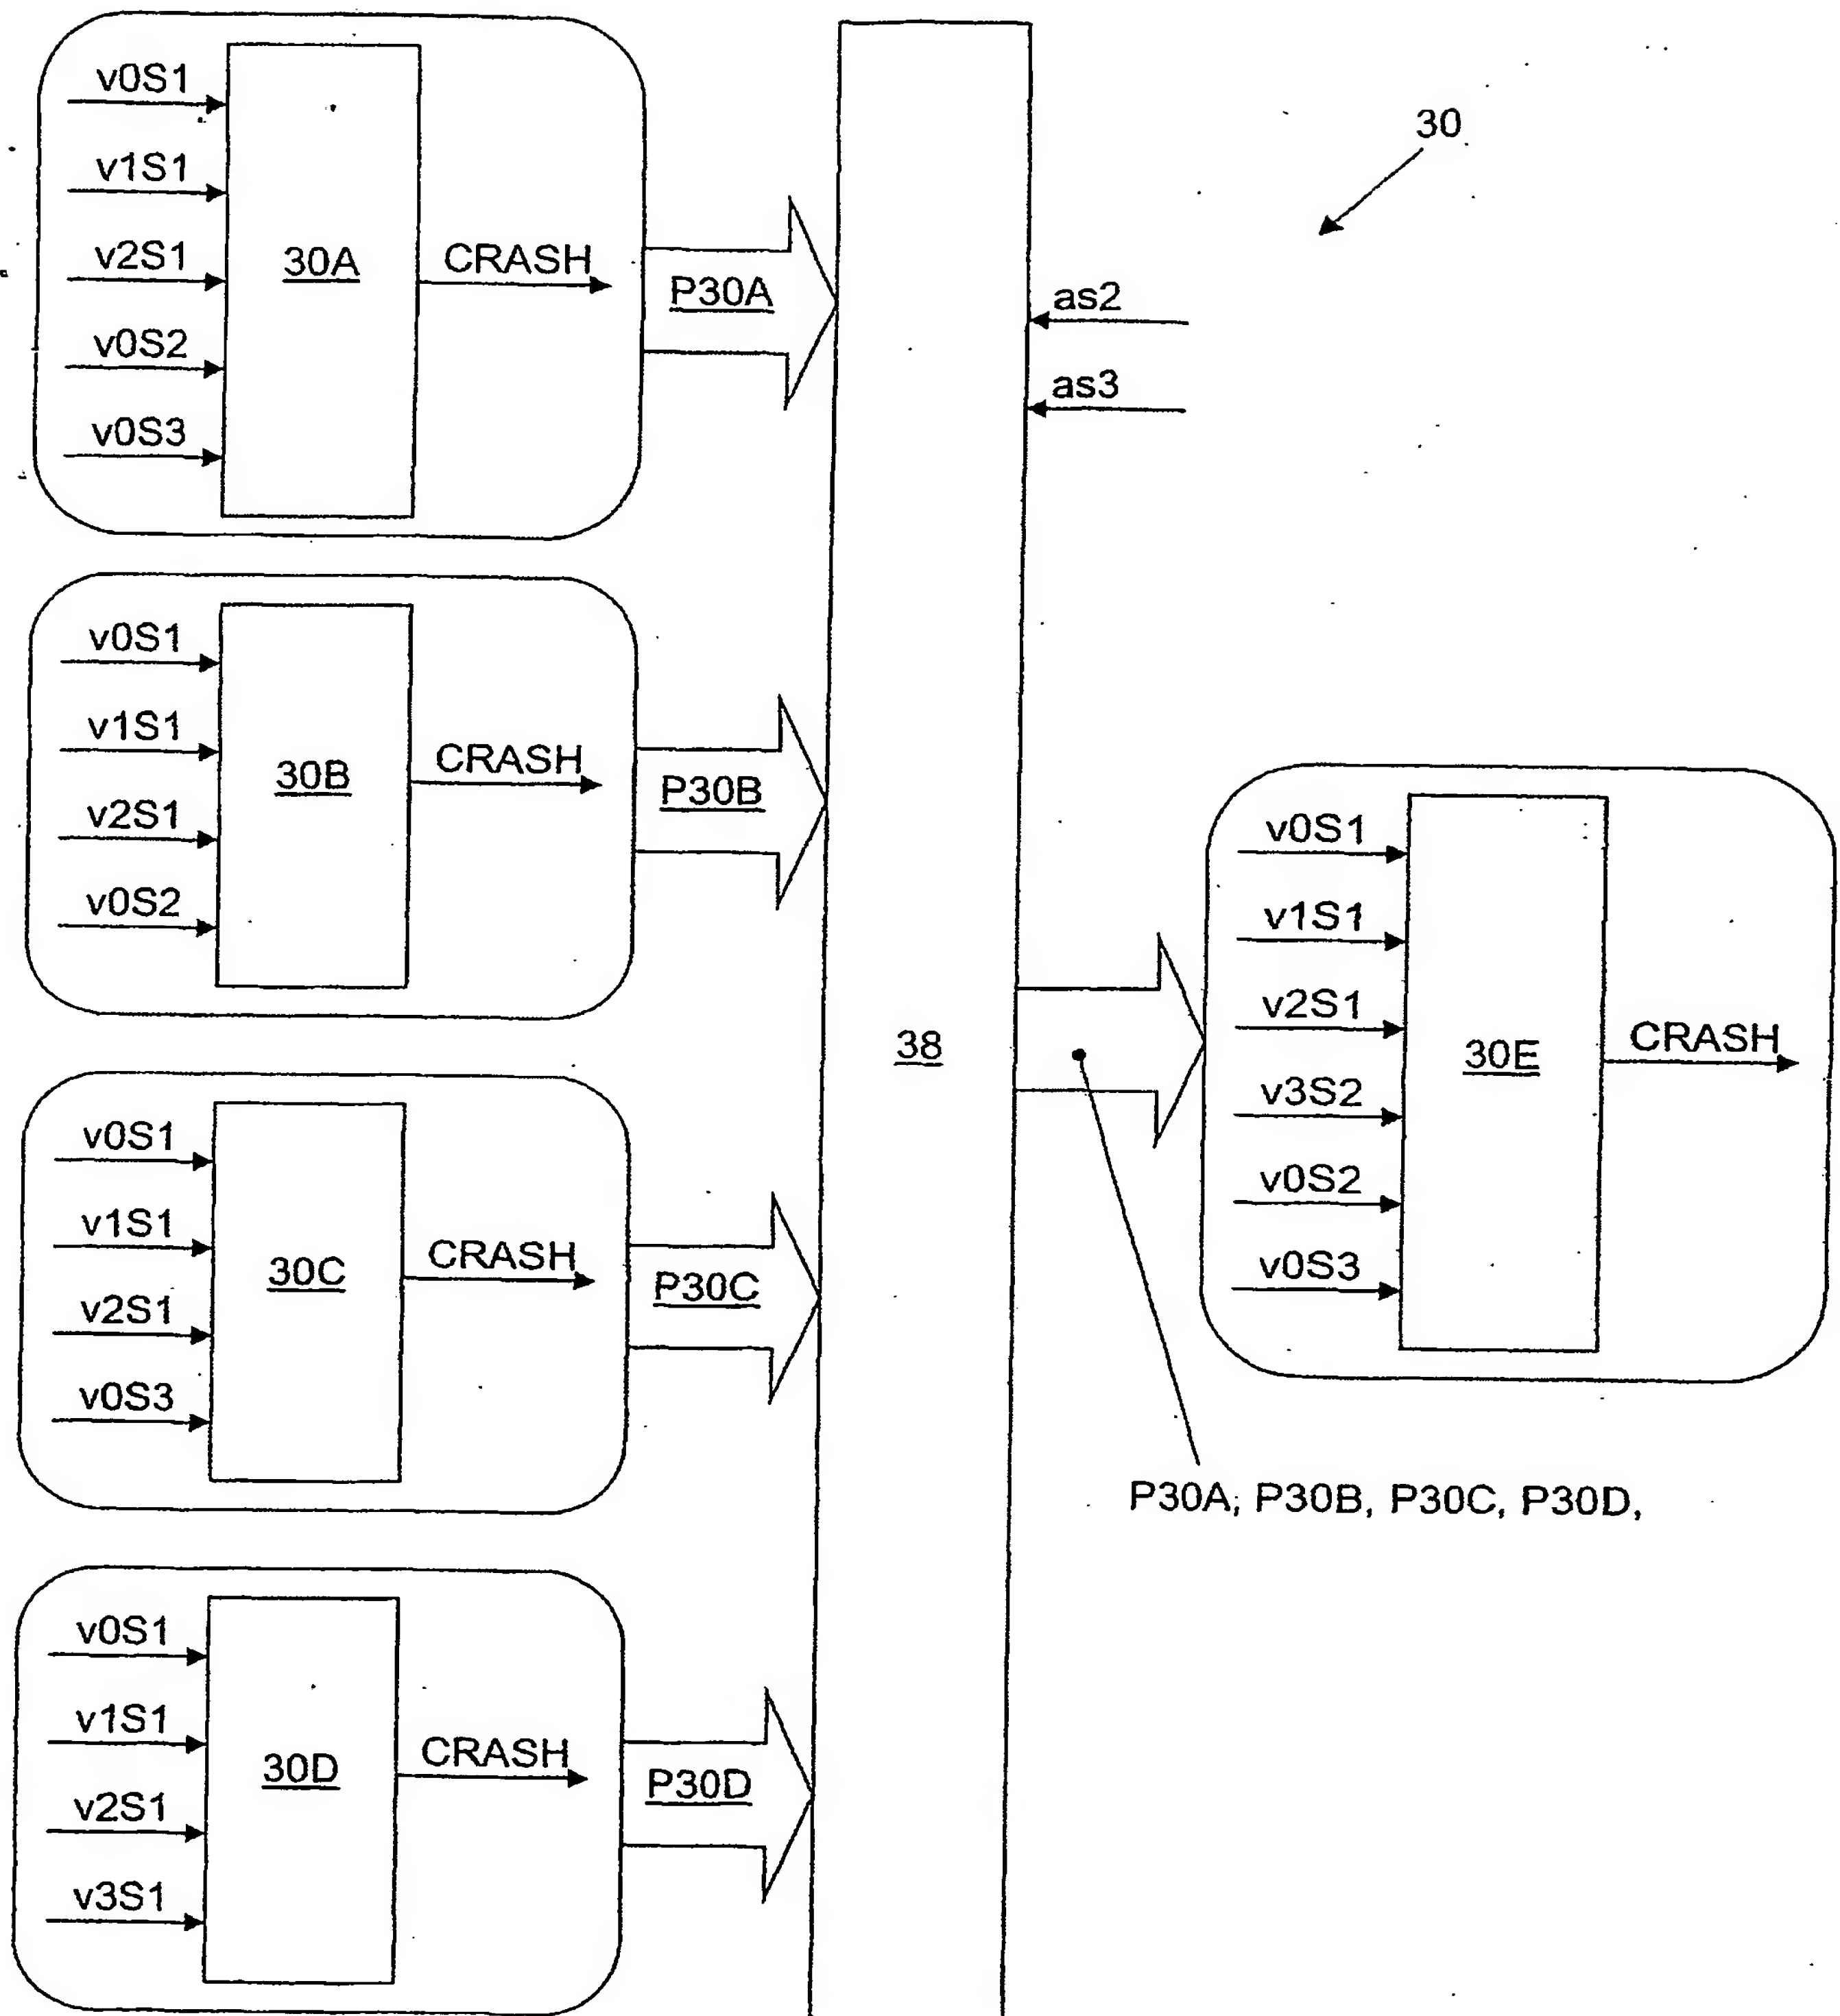 v0S1
v1S1
v2S1
v0S2
v0S3
30A
CRASH
P30A
30
as2
as3
v0S1
v1S1
v2S1
v0S2
30B
CRASH
P30B
v0S1
v1S1
v2S1
v0S3
30C
CRASH
P30C
v0S1
v1S1
v2S1
v3S1
30D
CRASH
P30D
38
v0S1
v1S1
v2S1
v3S2
v0S2
v0S3
30E
CRASH
P30A, P30B, P30C, P30D,